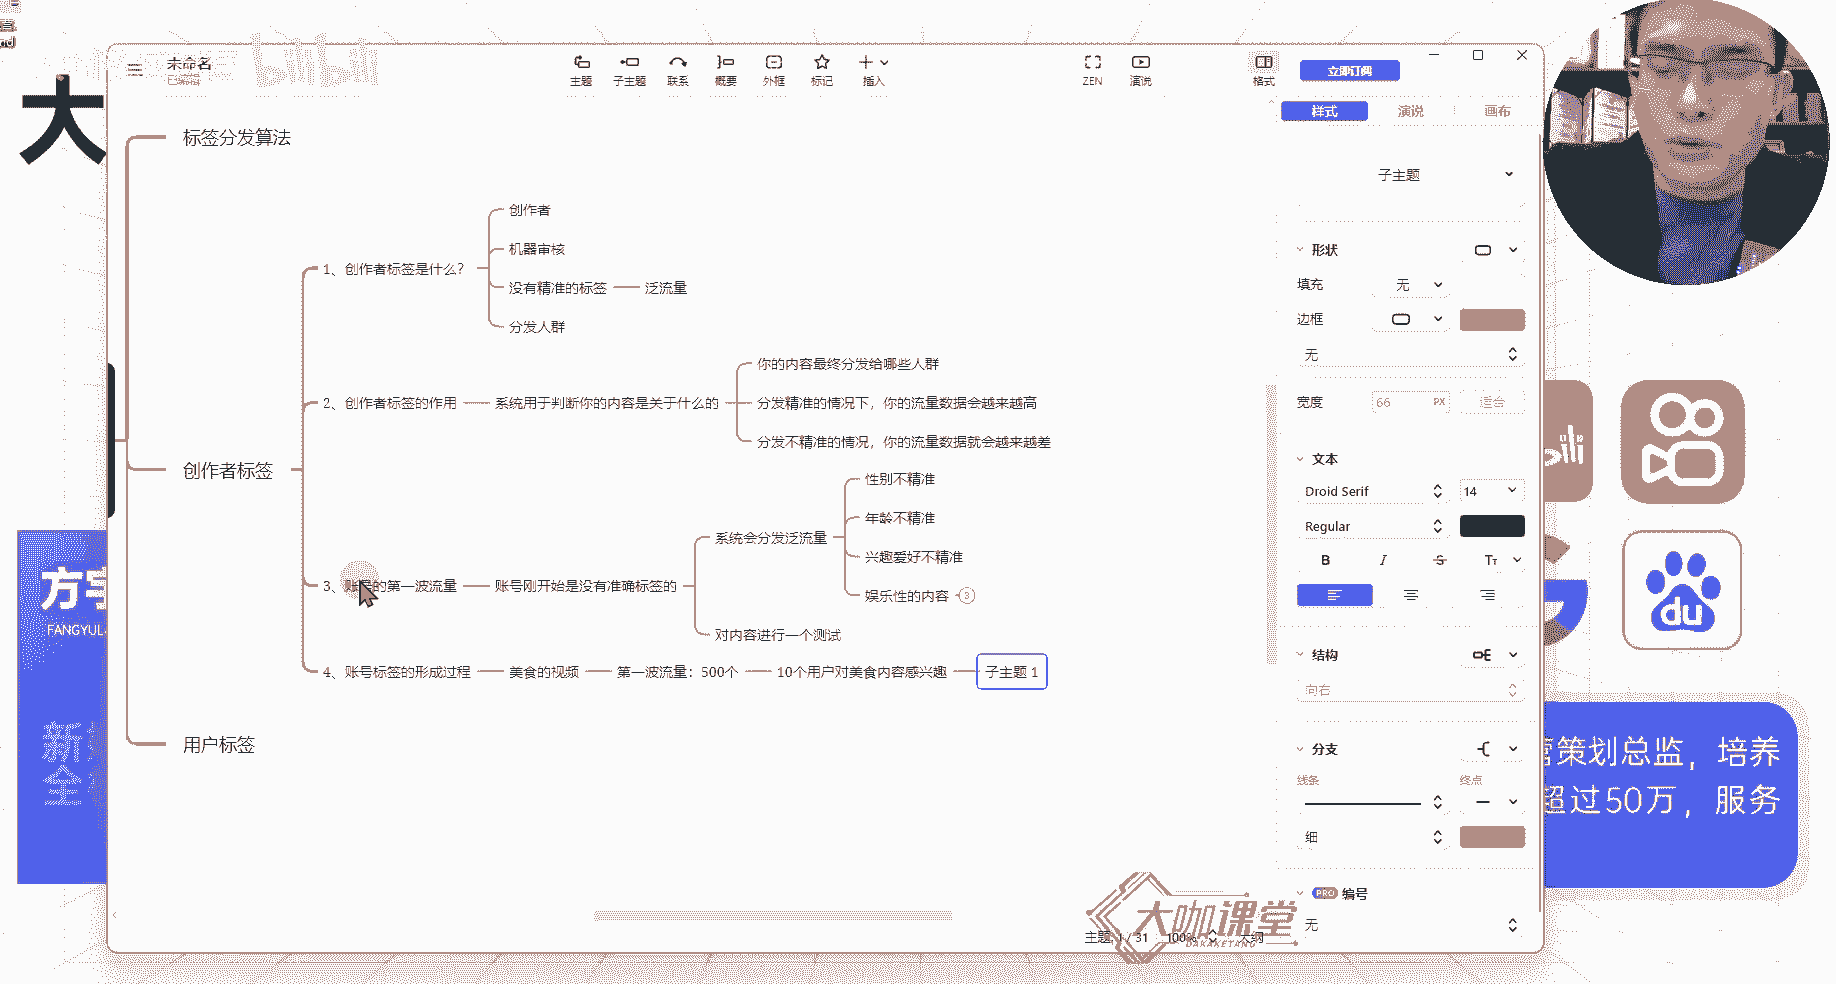 大
bilibili
未命名
已编辑
主题
子主题
联系
概要
外框
标记
插入
ZEN
演说
格式
立即订阅
样式
演说
画布
标签分发算法
创作者标签
用户标签
1、创作者标签是什么?
创作者
机器审核
没有精准的标签
泛流量
分发人群
2、创作者标签的作用
系统用于判断你的内容是关于什么的
你的内容最终分发给哪些人群
分发精准的情况下，你的流量数据会越来越高
分发不精准的情况，你的流量数据就会越来越差
3、账号的第一波流量
账号刚开始是没有准确标签的
系统会分发泛流量
性别不精准
年龄不精准
兴趣爱好不精准
娱乐性的内容
3
对内容进行一个测试
4、账号标签的形成过程
美食的视频
第一波流量：500个
10个用户对美食内容感兴趣
子主题 1
子主题
形状
填充
无
边框
无
宽度
66
PX
适合
文本
Droid Serif
14
Regular
B
I
S
Tт
结构
向右
分支
线条
终点
细
PRO
编号
无
主题: 1 / 31
100%
大纲
大咖课堂
DAKAKETANG
FANGYU
新
全
du
营策划总监，培养
超过50万，服务